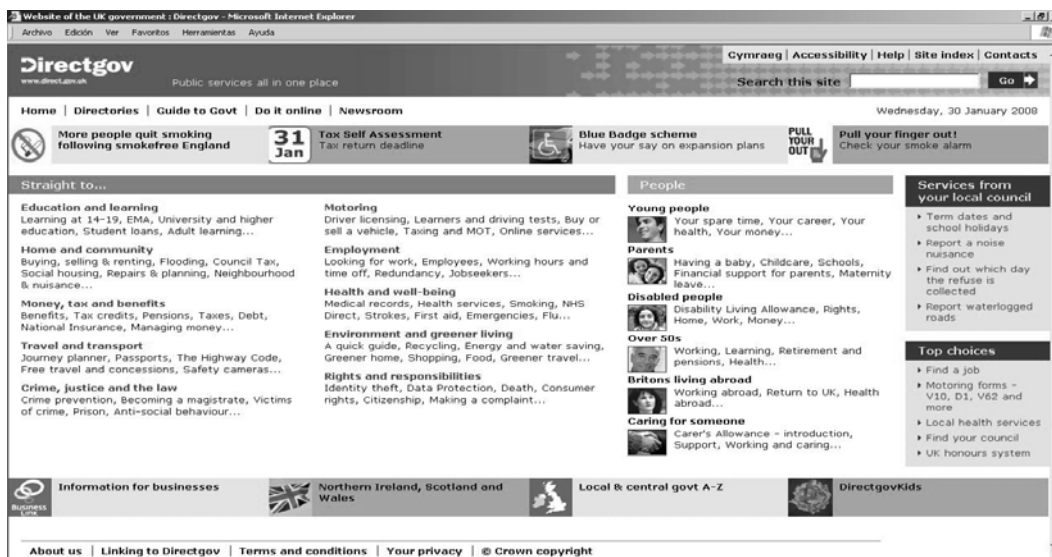 Website of the UK government : Directgov - Microsoft Internet Explorer
Archivo Edición Ver Favoritos Herramientas Ayuda
Cymraeg | Accessibility | Help | Site index | Contacts
Directgov
www.direct.gov.uk
Public services all in one place
Search this site
Go
Home | Directories | Guide to Govt | Do it online | Newsroom
Wednesday, 30 January 2008
More people quit smoking
following smokefree England
31
Jan
Tax Self Assessment
Tax return deadline
Blue Badge scheme
Have your say on expansion plans
PULL
YOUR
OUT
Pull your finger out!
Check your smoke alarm
Straight to...
Education and learning
Learning at 14-19, EMA, University and higher
education, Student loans, Adult learning...
Home and community
Buying, selling & renting, Flooding, Council Tax,
Social housing, Repairs & planning, Neighbourhood
& nuisance...
Money, tax and benefits
Benefits, Tax credits, Pensions, Taxes, Debt,
National Insurance, Managing money...
Travel and transport
Journey planner, Passports, The Highway Code,
Free travel and concessions, Safety cameras...
Crime, justice and the law
Crime prevention, Becoming a magistrate, Victims
of crime, Prison, Anti-social behaviour...
Motoring
Driver licensing, Learners and driving tests, Buy or
sell a vehicle, Taxing and MOT, Online services...
Employment
Looking for work, Employees, Working hours and
time off, Redundancy, Jobseekers...
Health and well-being
Medical records, Health services, Smoking, NHS
Direct, Strokes, First aid, Emergencies, Flu...
Environment and greener living
A quick guide, Recycling, Energy and water saving,
Greener home, Shopping, Food, Greener travel...
Rights and responsibilities
Identity theft, Data Protection, Death, Consumer
rights, Citizenship, Making a complaint...
People
Young people
Your spare time, Your career, Your
health, Your money...
Parents
Having a baby, Childcare, Schools,
Financial support for parents, Maternity
leave...
Disabled people
Disability Living Allowance, Rights,
Home, Work, Money...
Over 50s
Working, Learning, Retirement and
pensions, Health...
Britons living abroad
Working abroad, Return to UK, Health
abroad...
Caring for someone
Carer's Allowance - introduction,
Support, Working and caring...
Services from
your local council
Term dates and
school holidays
Report a noise
nuisance
Find out which day
the refuse is
collected
Report waterlogged
roads
Top choices
Find a job
Motoring forms -
V10, D1, V62 and
more
Local health services
Find your council
UK honours system
Business
Link
Information for businesses
Northern Ireland, Scotland and
Wales
Local & central govt A-Z
DirectgovKids
About us | Linking to Directgov | Terms and conditions | Your privacy | © Crown copyright